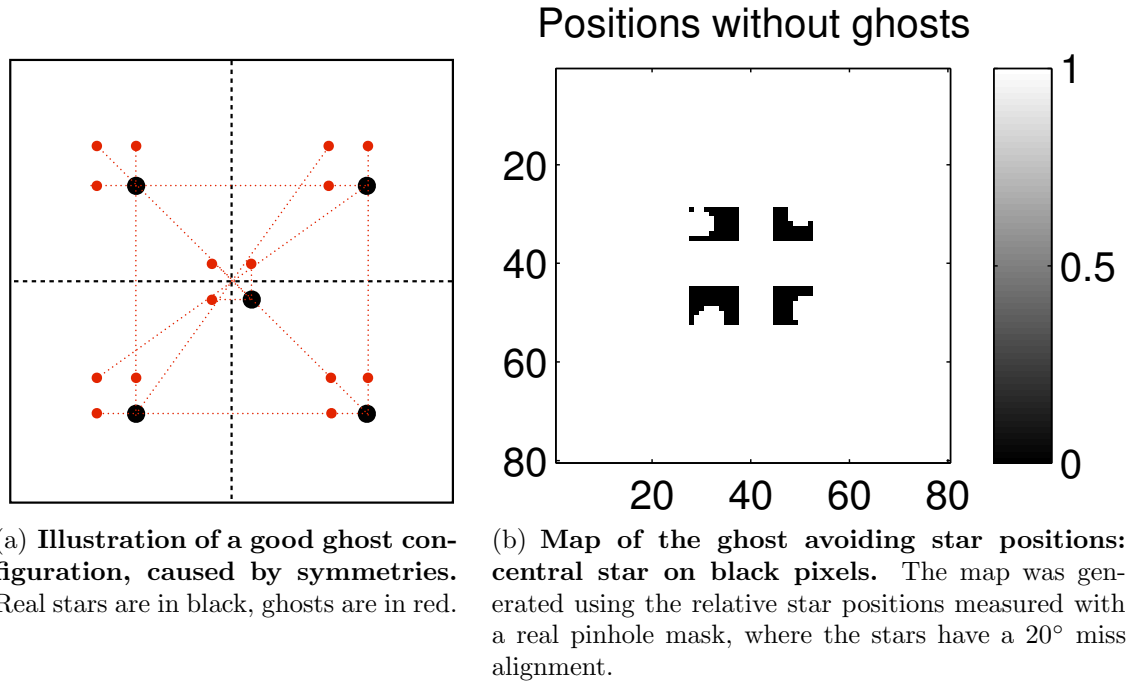 Positions without ghosts
1
20
40
0.5
60
80
0
20
40
60
80
(a) Illustration of a good ghost con-
figuration, caused by symmetries.
Real stars are in black, ghosts are in red.
(b) Map of the ghost avoiding star positions:
central star on black pixels. The map was gen-
erated using the relative star positions measured with
a real pinhole mask, where the stars have a 20° miss
alignment.